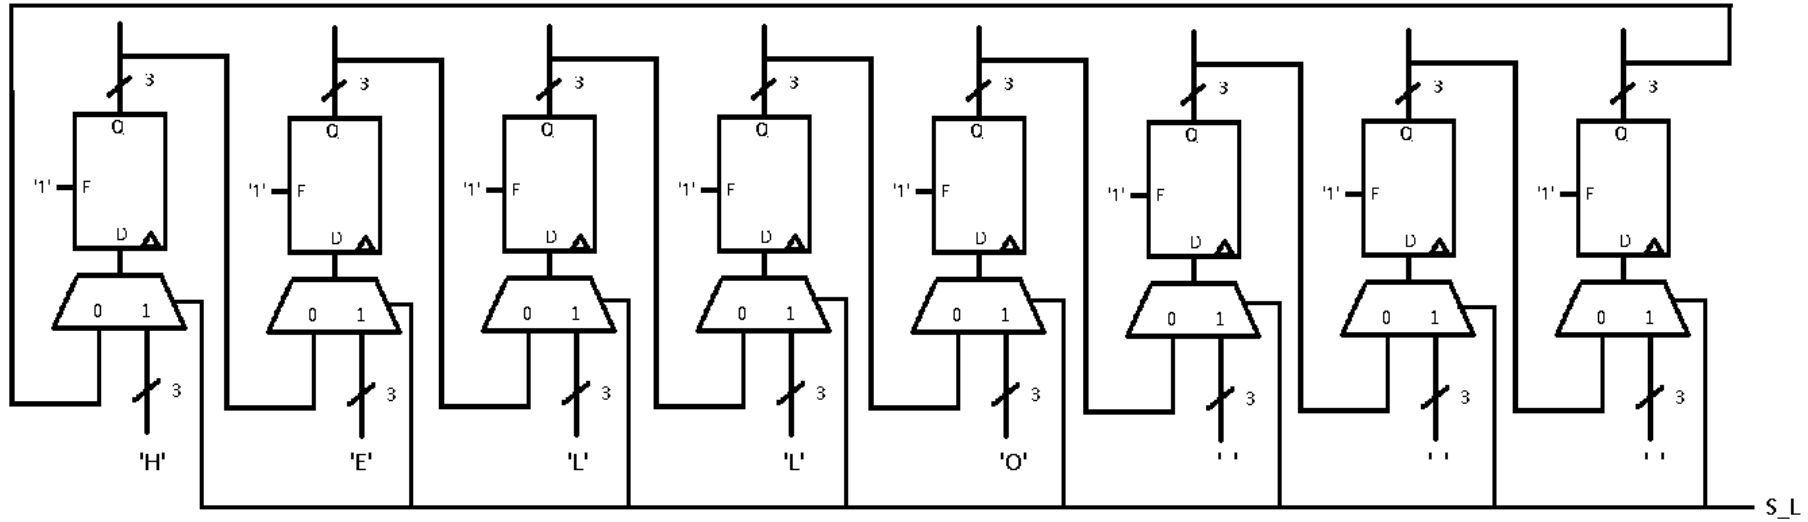 3 3 3 3 3 3 3 3
Q Q Q Q Q Q Q Q
'1' F '1' F '1' F '1' F '1' F '1' F '1' F '1' F
D D D D D D D D
0 1 0 1 0 1 0 1 0 1 0 1 0 1 0 1
3 3 3 3 3 3 3 3
'H' 'E' 'L' 'L' 'O' ' ' ' ' ' '
S_L